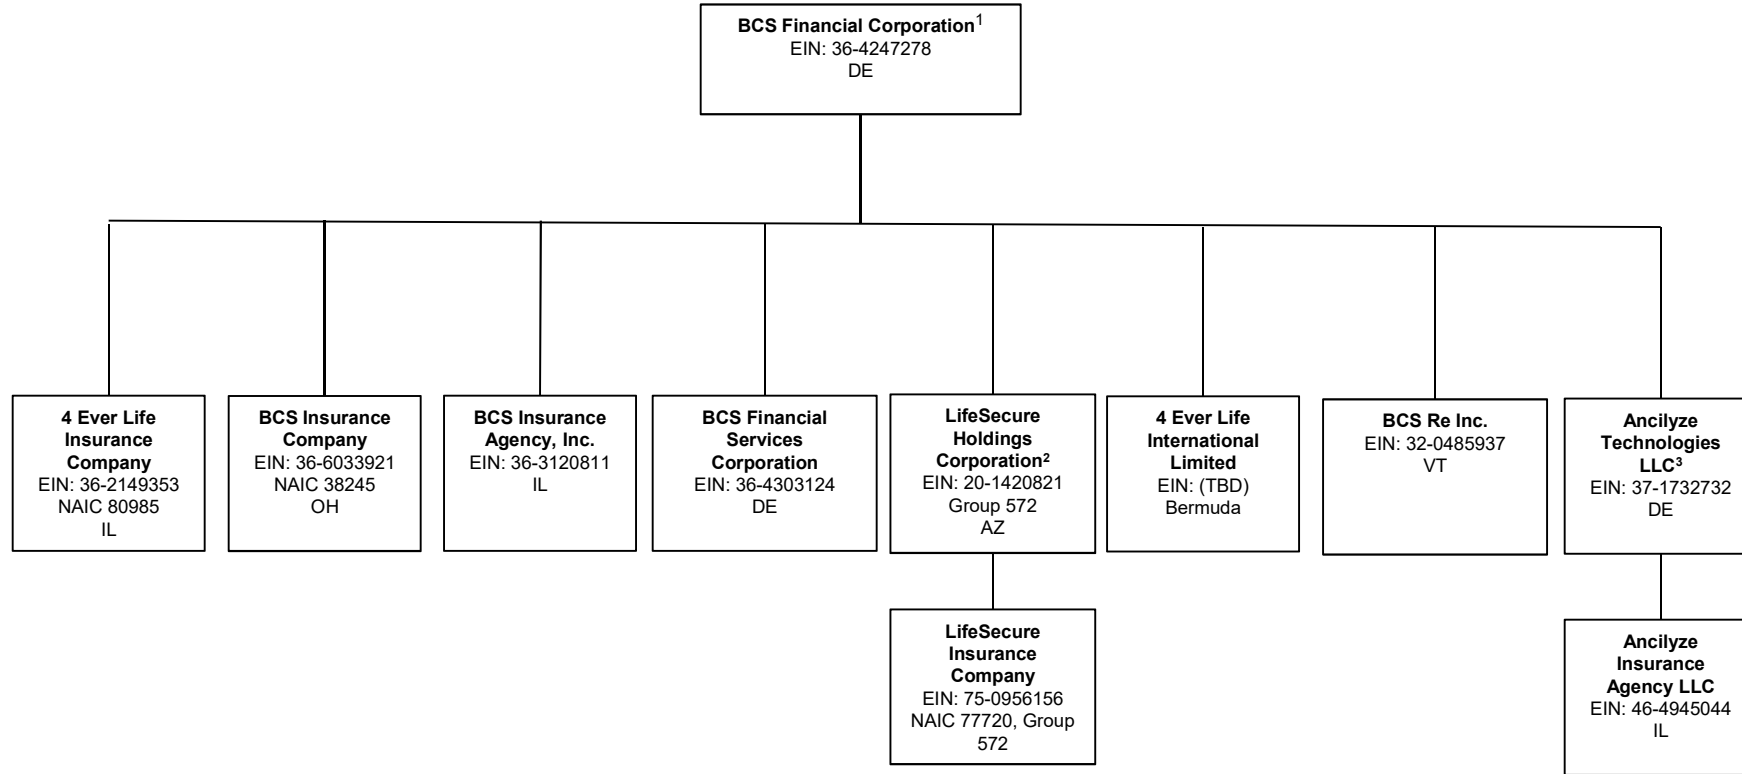 BCS Financial Corporation¹
EIN: 36-4247278
DE
4 Ever Life
Insurance
Company
EIN: 36-2149353
NAIC 80985
IL
BCS Insurance
Company
EIN: 36-6033921
NAIC 38245
OH
BCS Insurance
Agency, Inc.
EIN: 36-3120811
IL
BCS Financial
Services
Corporation
EIN: 36-4303124
DE
LifeSecure
Holdings
Corporation²
EIN: 20-1420821
Group 572
AZ
4 Ever Life
International
Limited
EIN: (TBD)
Bermuda
BCS Re Inc.
EIN: 32-0485937
VT
Ancilyze
Technologies
LLC³
EIN: 37-1732732
DE
LifeSecure
Insurance
Company
EIN: 75-0956156
NAIC 77720, Group
572
Ancilyze
Insurance
Agency LLC
EIN: 46-4945044
IL